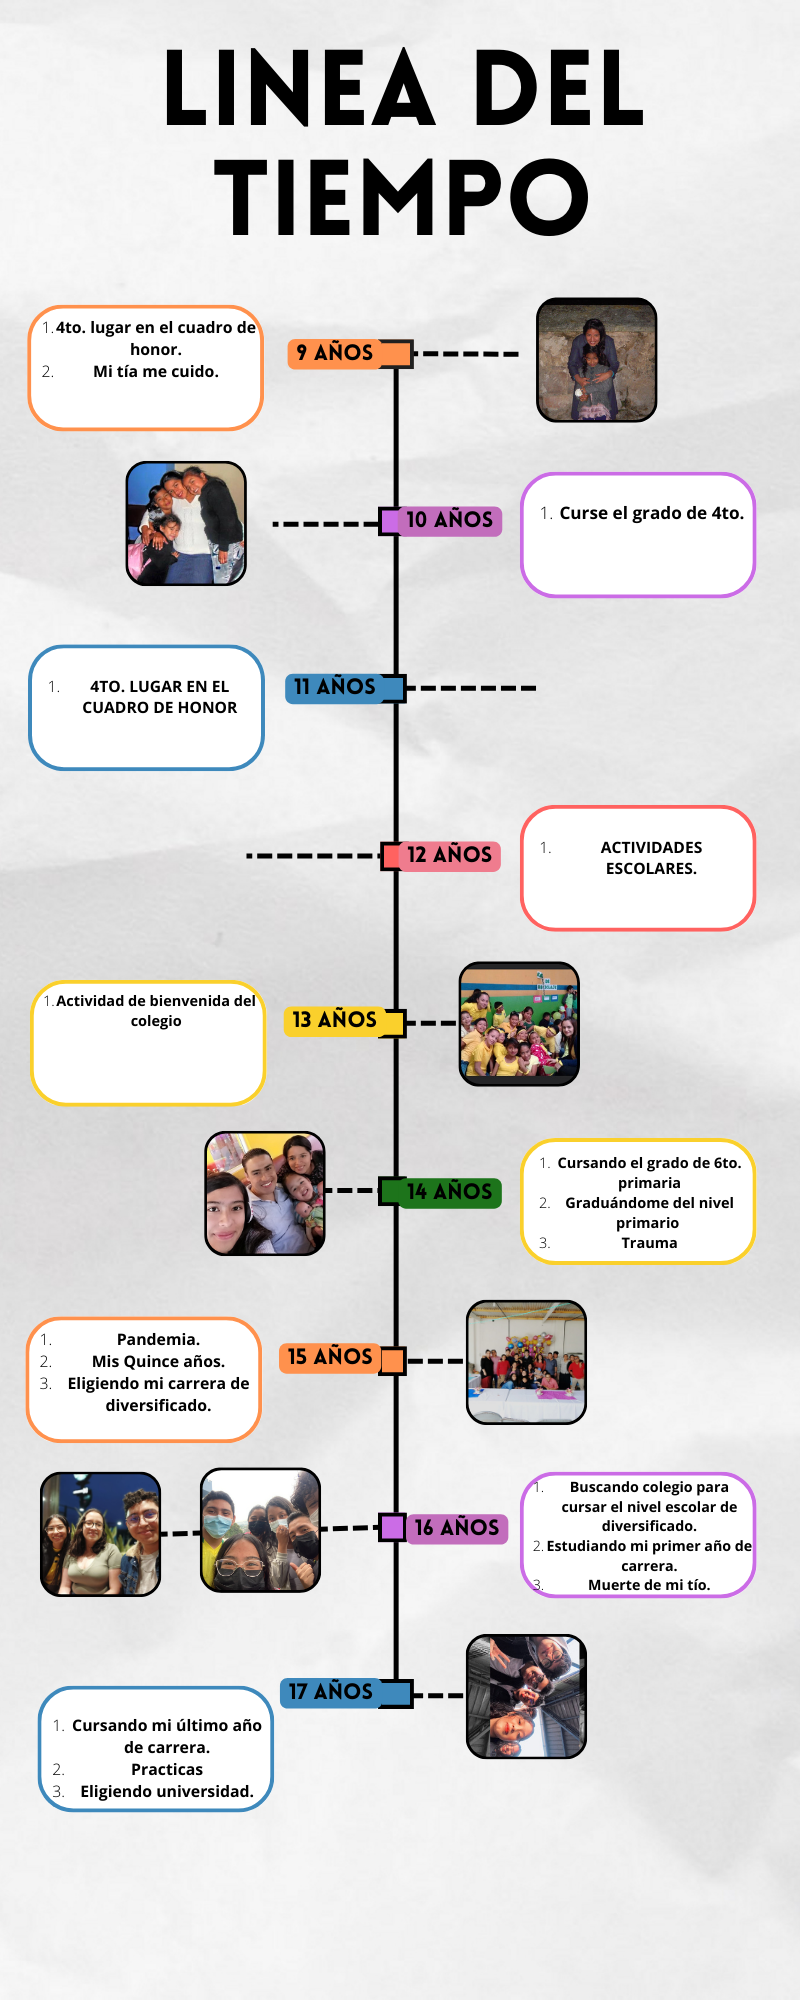 LINEA DEL
TIEMPO
9 AÑOS
1. 4to. lugar en el cuadro de
honor.
2. Mi tía me cuido.
10 AÑOS
1. Curse el grado de 4to.
11 AÑOS
1. 4TO. LUGAR EN EL
CUADRO DE HONOR
12 AÑOS
1. ACTIVIDADES
ESCOLARES.
13 AÑOS
1. Actividad de bienvenida del
colegio
14 AÑOS
1. Cursando el grado de 6to.
primaria
2. Graduándome del nivel
primario
3. Trauma
15 AÑOS
1. Pandemia.
2. Mis Quince años.
3. Eligiendo mi carrera de
diversificado.
16 AÑOS
1. Buscando colegio para
cursar el nivel escolar de
diversificado.
2. Estudiando mi primer año de
carrera.
3. Muerte de mi tío.
17 AÑOS
1. Cursando mi último año
de carrera.
2. Practicas
3. Eligiendo universidad.